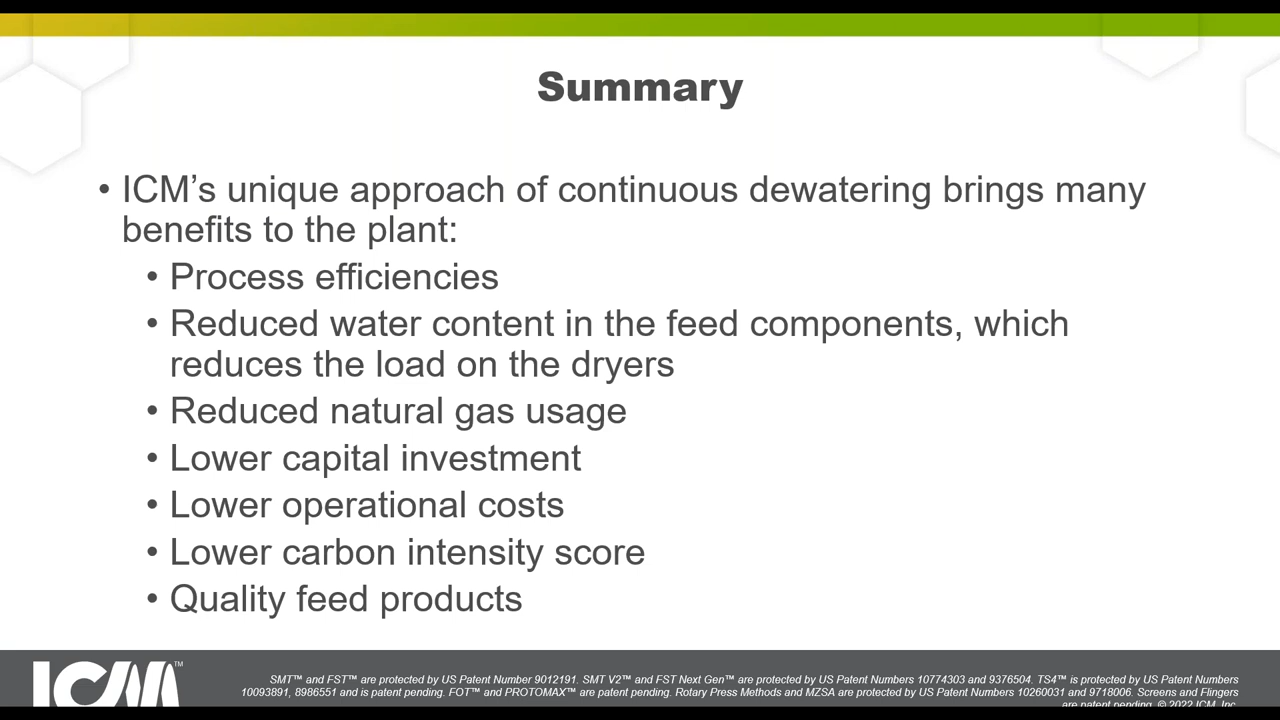 Summary
• ICM’s unique approach of continuous dewatering brings many
benefits to the plant:
• Process efficiencies
• Reduced water content in the feed components, which
reduces the load on the dryers
• Reduced natural gas usage
• Lower capital investment
• Lower operational costs
• Lower carbon intensity score
• Quality feed products
ICM™
SMT™ and FST™ are protected by US Patent Number 9012191. SMT V2™ and FST Next Gen™ are protected by US Patent Numbers 10774303 and 9376504. TS4™ is protected by US Patent Numbers
10093891, 8986551 and is patent pending. FOT™ and PROTOMAX™ are patent pending. Rotary Press Methods and MZSA are protected by US Patent Numbers 10260031 and 9718006. Screens and Flingers
are patent pending. © 2022 ICM, Inc.